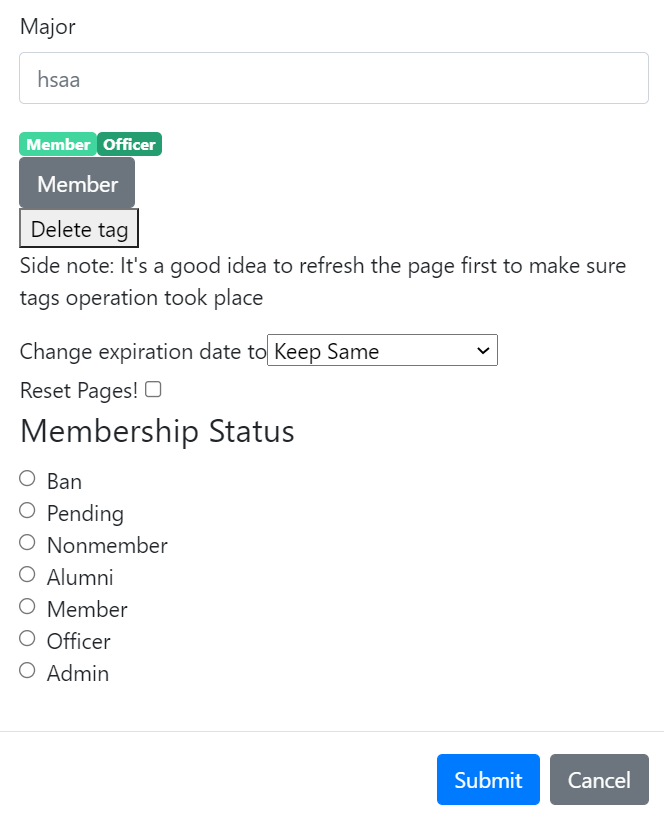 Major
hsaa
Member Officer
Member
Delete tag
Side note: It's a good idea to refresh the page first to make sure
tags operation took place
Change expiration date to Keep Same
Reset Pages!
Membership Status
Ban
Pending
Nonmember
Alumni
Member
Officer
Admin
Submit Cancel